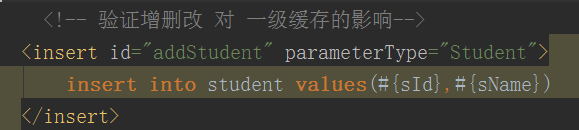 <!-- 验证增删改 对 一级缓存的影响-->
<insert id="addStudent" parameterType="Student">
insert into student values(#{sId},#{sName})
</insert>